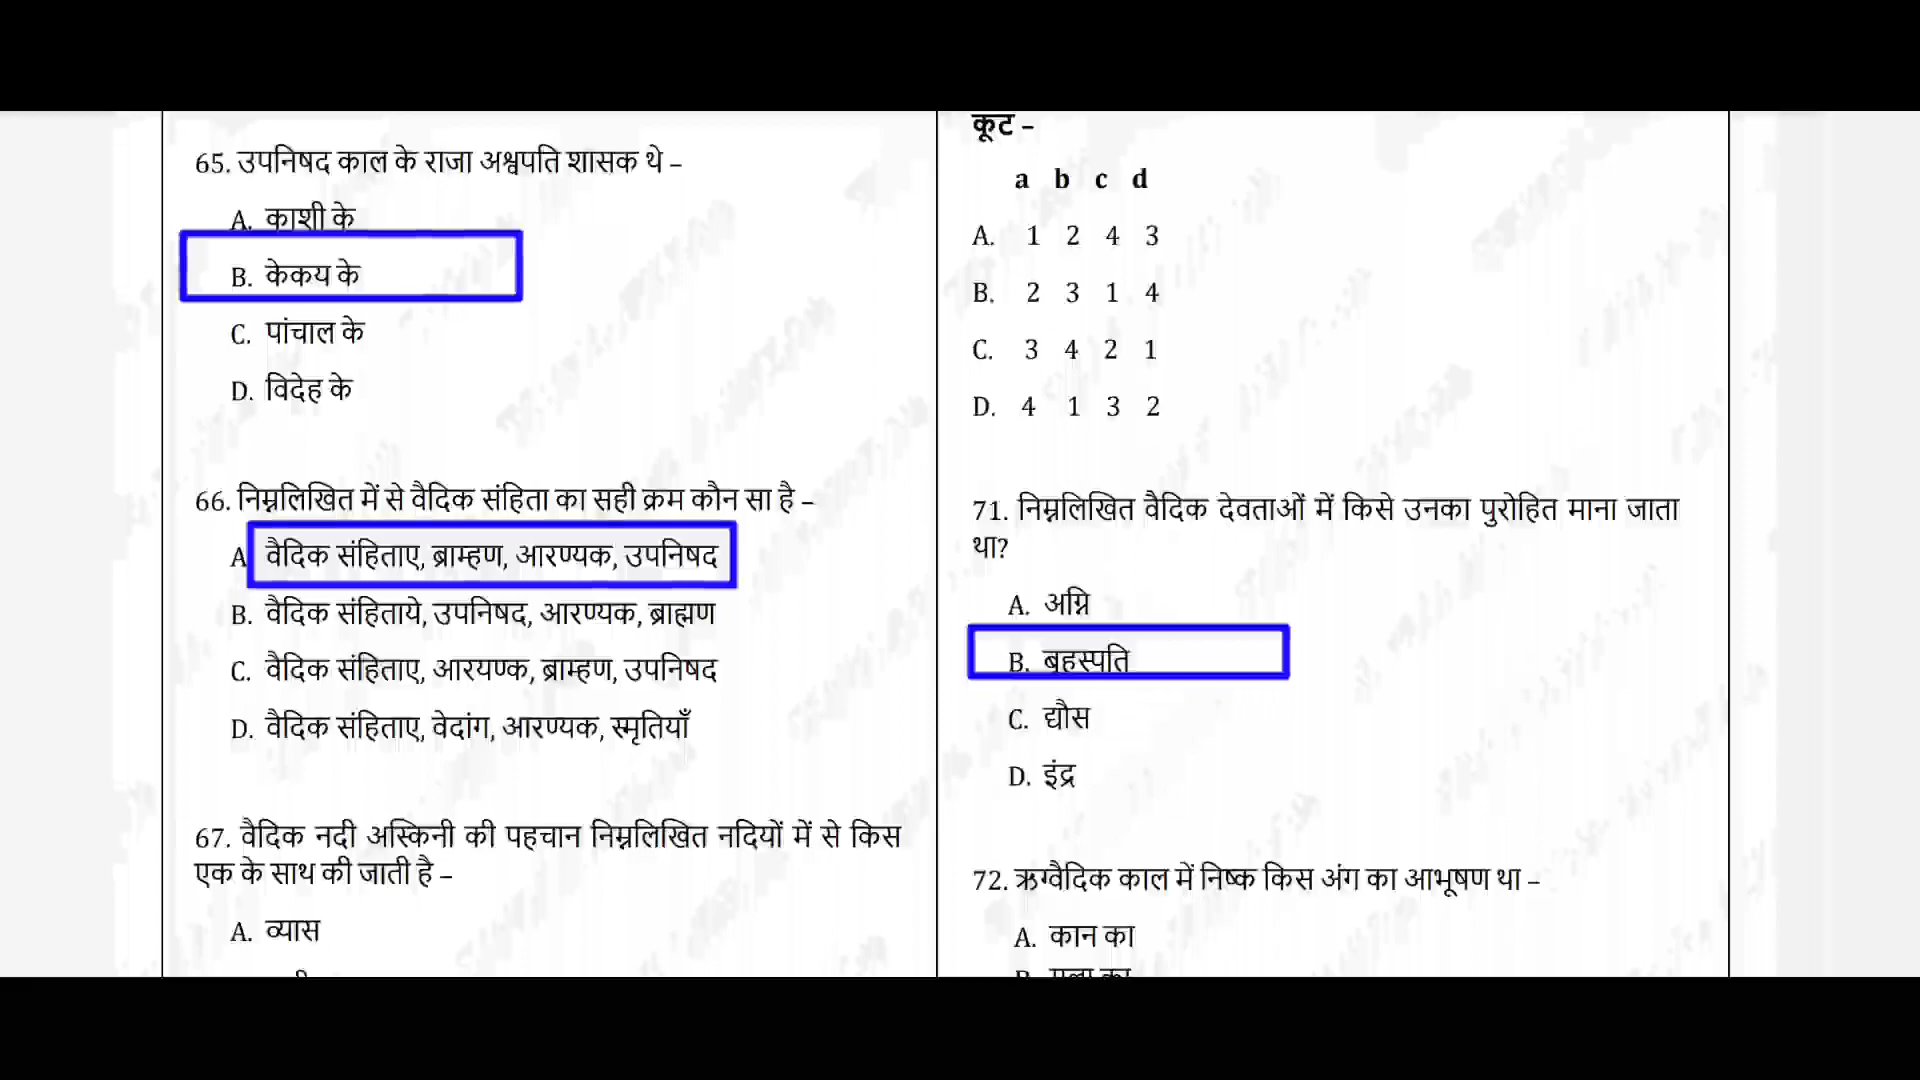 65. उपनिषद काल के राजा अश्वपति शासक थे –
A. काशी के
B. केकय के
C. पांचाल के
D. विदेह के
66. निम्नलिखित में से वैदिक संहिता का सही क्रम कौन सा है –
A वैदिक संहिताए, ब्राम्हण, आरण्यक, उपनिषद
B. वैदिक संहिताये, उपनिषद, आरण्यक, ब्राह्मण
C. वैदिक संहिताए, आरयण्क, ब्राम्हण, उपनिषद
D. वैदिक संहिताए, वेदांग, आरण्यक, स्मृतियाँ
67. वैदिक नदी अस्किनी की पहचान निम्नलिखित नदियों में से किस
एक के साथ की जाती है –
A. व्यास
कूट –
a b c d
A. 1 2 4 3
B. 2 3 1 4
C. 3 4 2 1
D. 4 1 3 2
71. निम्नलिखित वैदिक देवताओं में किसे उनका पुरोहित माना जाता
था?
A. अग्नि
B. बृहस्पति
C. द्यौस
D. इंद्र
72. ऋग्वैदिक काल में निष्क किस अंग का आभूषण था –
A. कान का